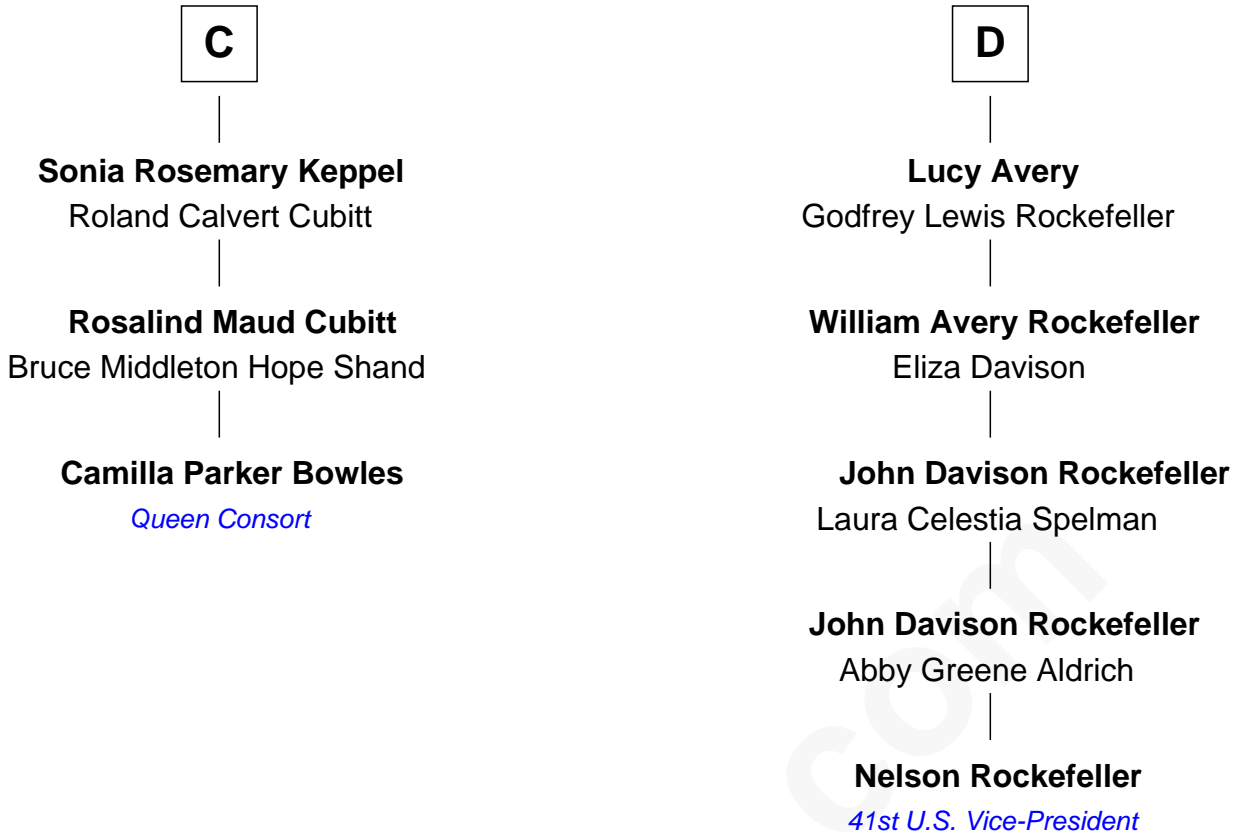 C
Sonia Rosemary Keppel
Roland Calvert Cubitt
Rosalind Maud Cubitt
Bruce Middleton Hope Shand
Camilla Parker Bowles
Queen Consort
D
Lucy Avery
Godfrey Lewis Rockefeller
William Avery Rockefeller
Eliza Davison
John Davison Rockefeller
Laura Celestia Spelman
John Davison Rockefeller
Abby Greene Aldrich
Nelson Rockefeller
41st U.S. Vice-President
com